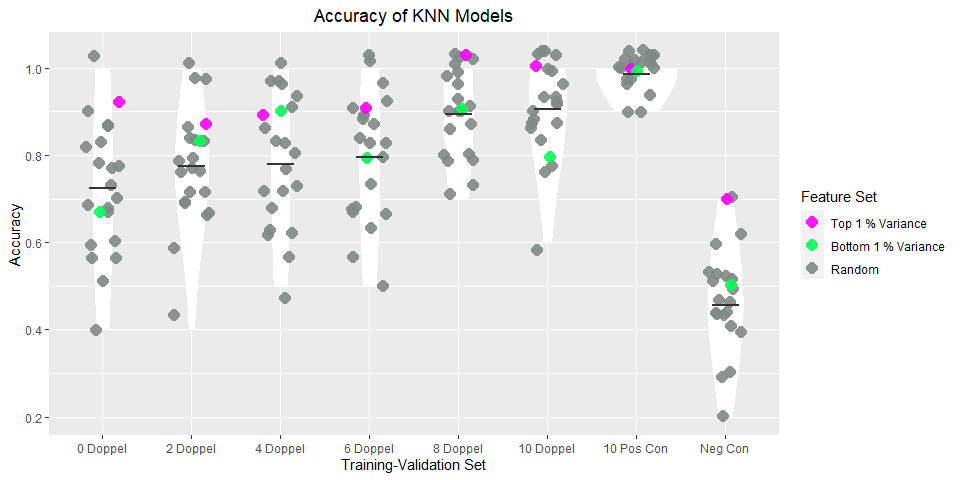 Accuracy of KNN Models
Accuracy
1.0
0.8
0.6
0.4
0.2
0 Doppel
2 Doppel
4 Doppel
6 Doppel
8 Doppel
10 Doppel
10 Pos Con
Neg Con
Training-Validation Set
Feature Set
Top 1 % Variance
Bottom 1 % Variance
Random